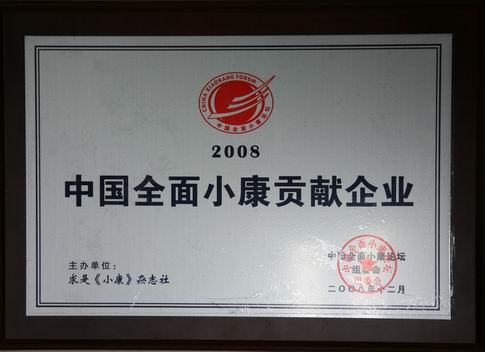 CHINA XIAOKANG FORUM
中国全面小康论坛
2008
中国全面小康贡献企业
主办单位：
求是《小康》杂志社
中国全面小康论坛
组委会
二〇〇八年十二月